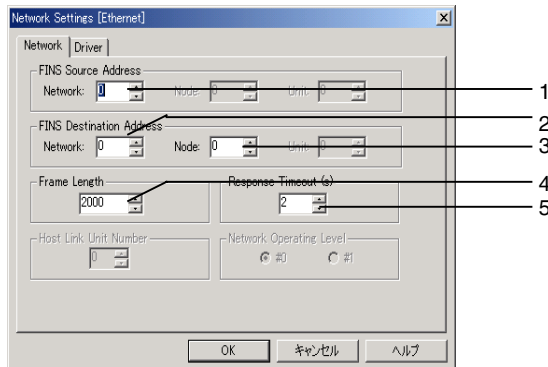 Network Settings [Ethernet]
Network Driver
FINS Source Address
Network: 0 Node: 0 Unit: 0
1
FINS Destination Address
2
Network: 0 Node: 0 Unit: 0
3
Frame Length Response Timeout (s)
4
2000 2
5
Host Link Unit Number Network Operating Level
0 #0 #1
OK キャンセル ヘルプ